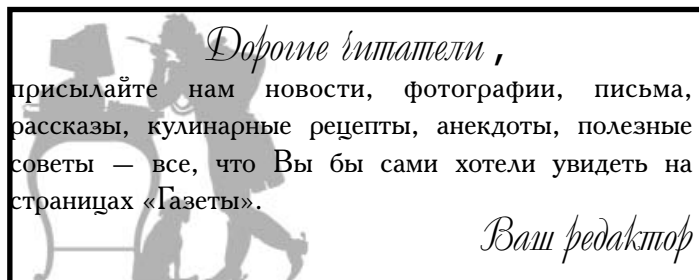 Дорогие читатели,
присылайте нам новости, фотографии, письма,
рассказы, кулинарные рецепты, анекдоты, полезные
советы — все, что Вы бы сами хотели увидеть на
страницах «Газеты».
Ваш редактор